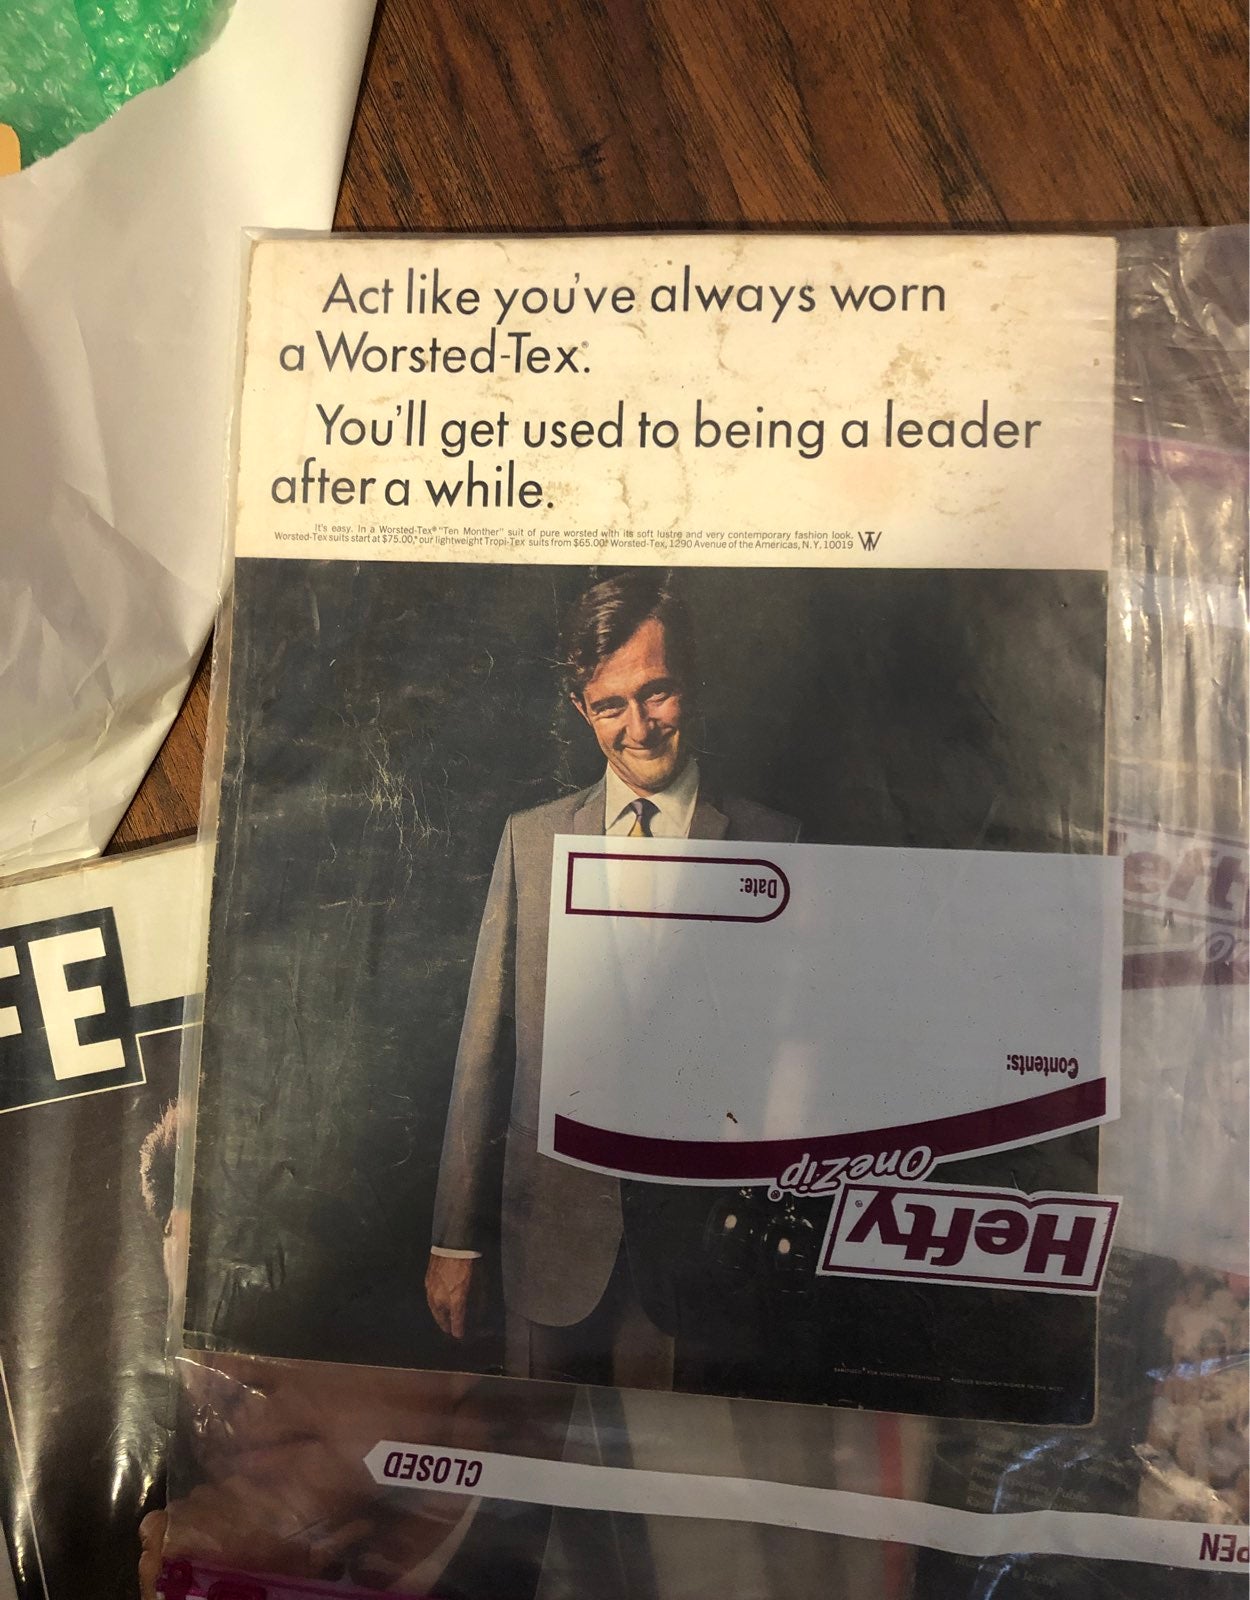 Act like you've always worn
a Worsted-Tex®.
You'll get used to being a leader
after a while.
It's easy. In a Worsted-Tex® "Ten Monther" suit of pure worsted with its soft lustre and very contemporary fashion look.
Worsted-Tex suits start at $75.00,* our lightweight Tropi-Tex suits from $65.00.* Worsted-Tex, 1290 Avenue of the Americas, N.Y. 10019
FE
Date:
Contents:
OneZip®
Hefty®
CLOSED
PEN